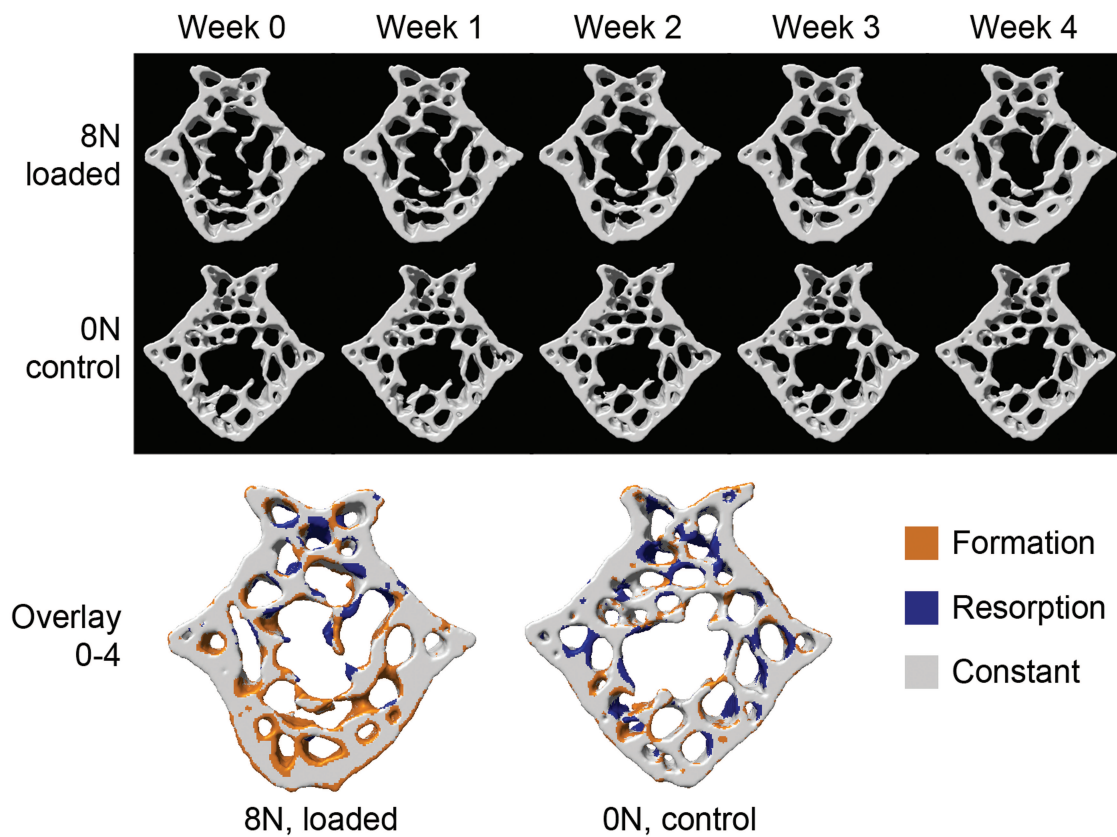 Week 0
Week 1
Week 2
Week 3
Week 4
8N
loaded
0N
control
Overlay
0-4
Formation
Resorption
Constant
8N, loaded
0N, control